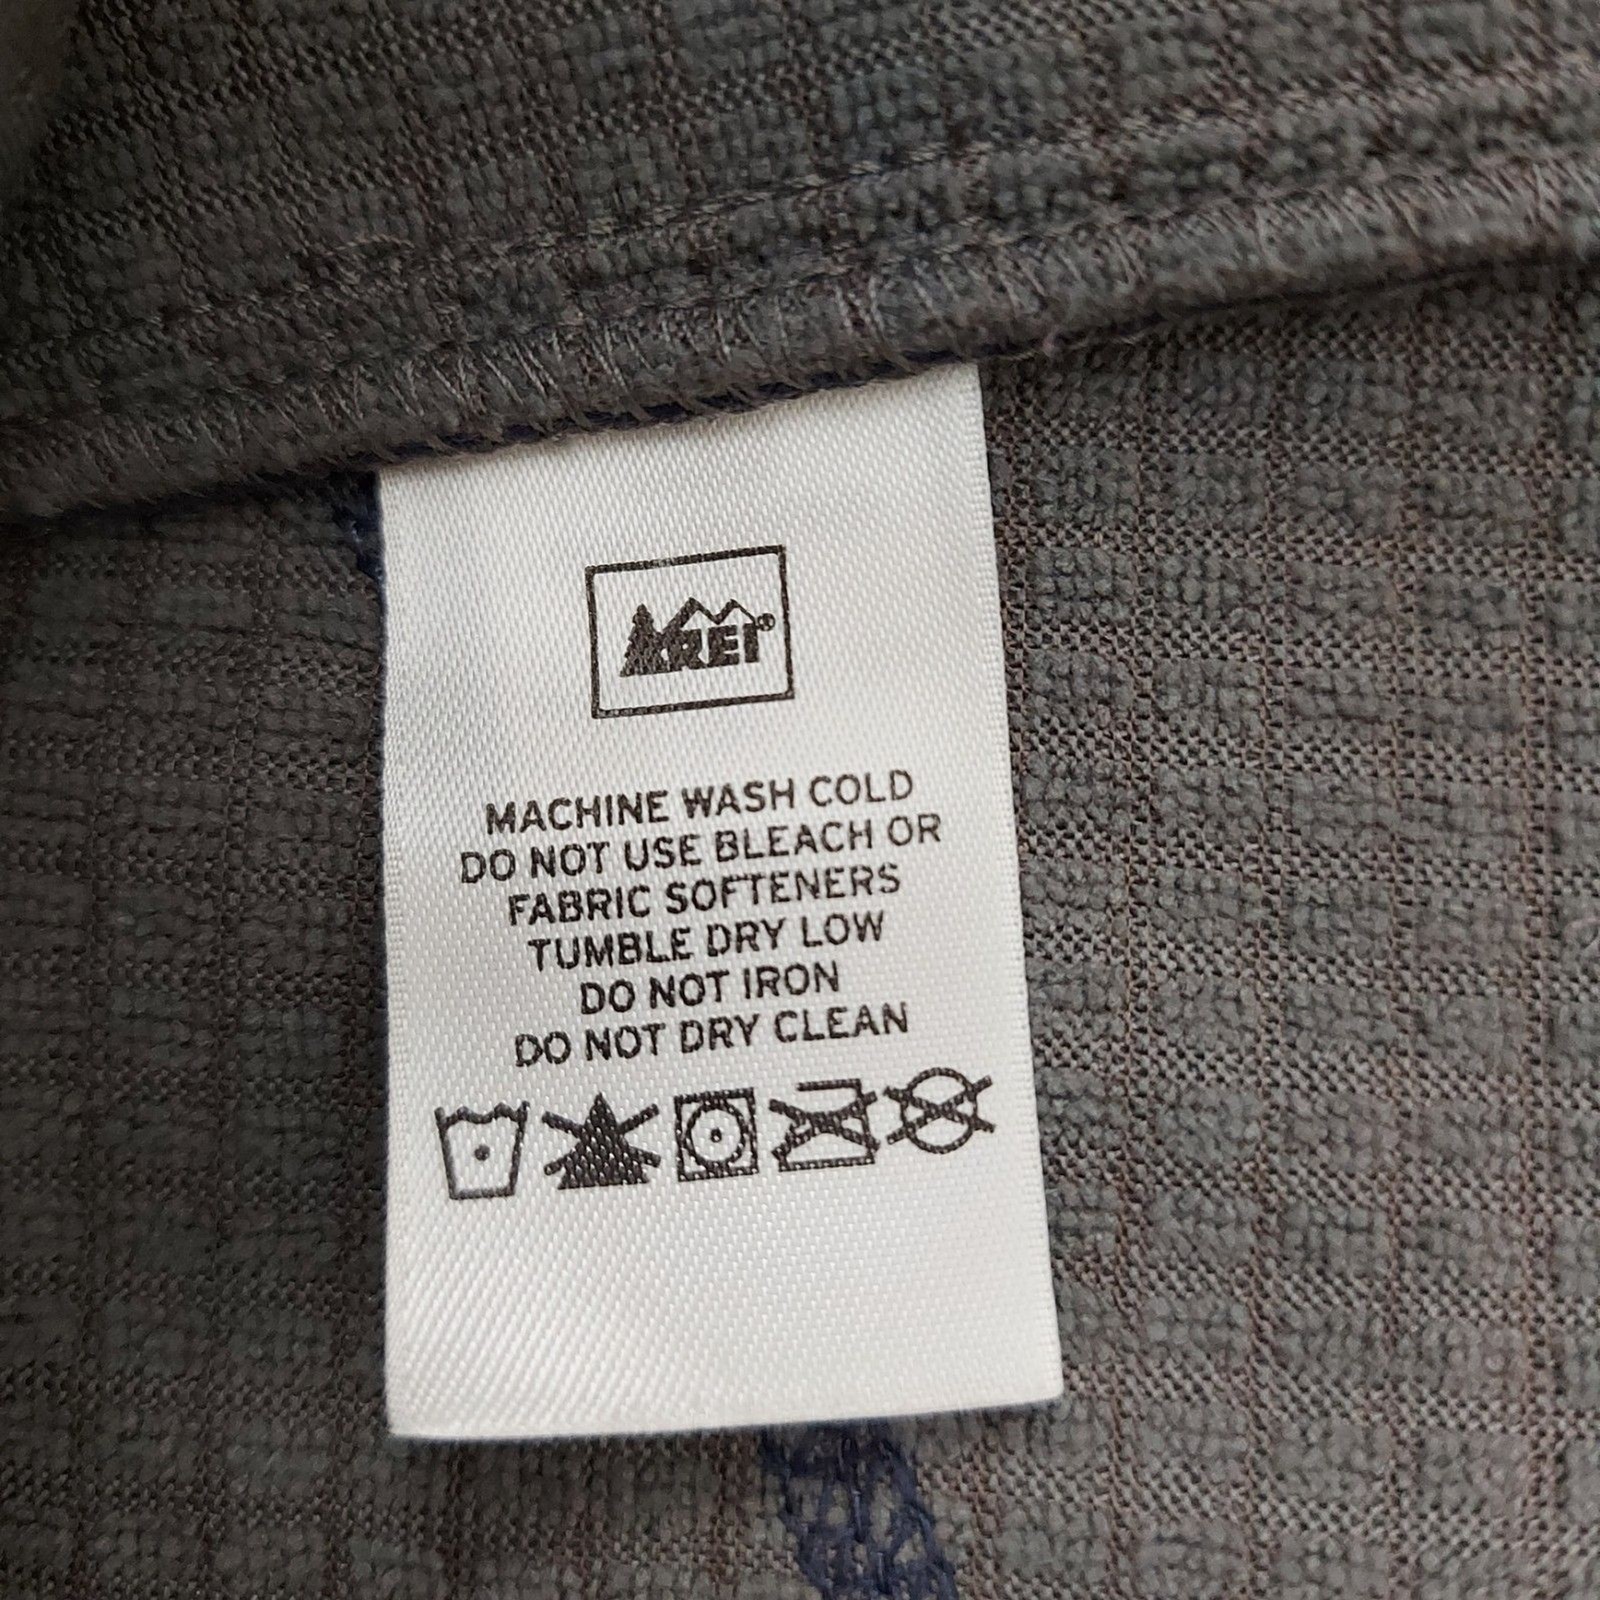 REI®
MACHINE WASH COLD
DO NOT USE BLEACH OR
FABRIC SOFTENERS
TUMBLE DRY LOW
DO NOT IRON
DO NOT DRY CLEAN